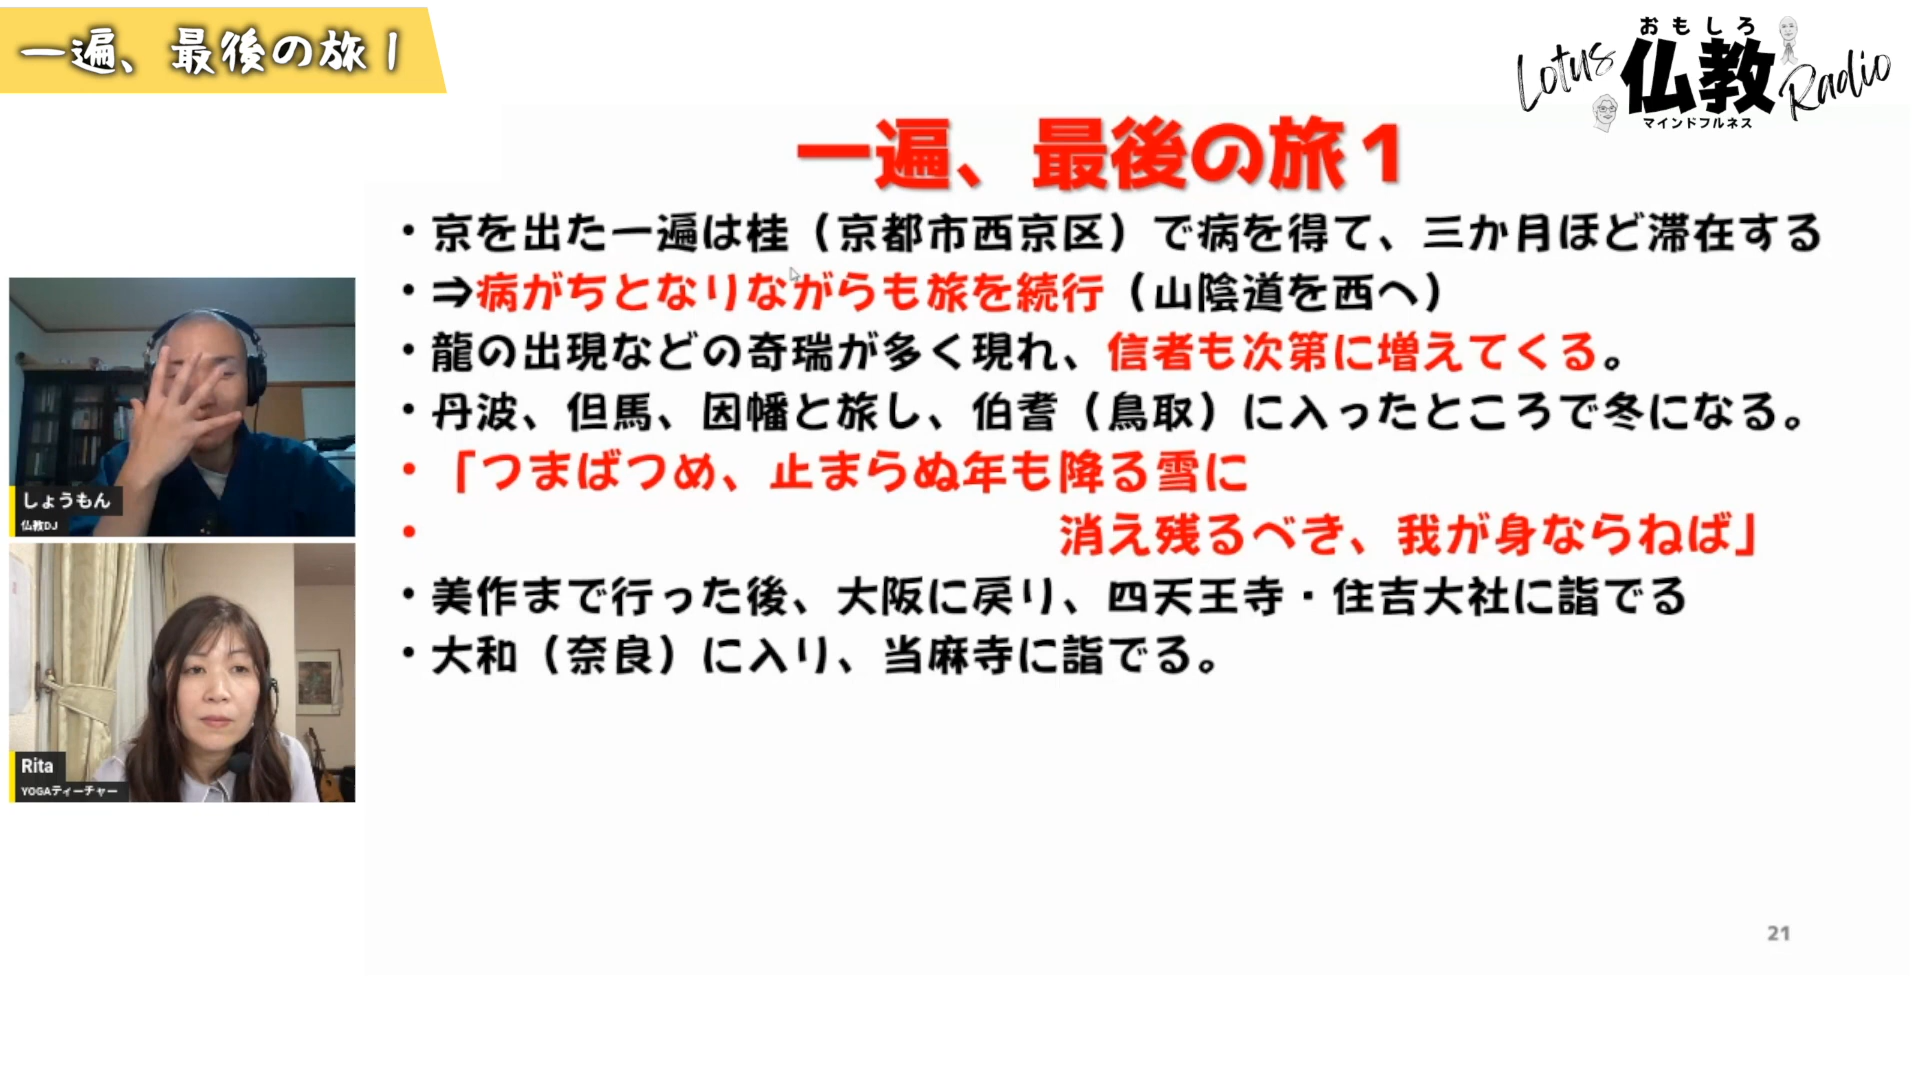 一遍、最後の旅１
おもしろ
Lotus 仏教 Radio
マインドフルネス
一遍、最後の旅１
・京を出た一遍は桂（京都市西京区）で病を得て、三か月ほど滞在する
・⇒病がちとなりながらも旅を続行（山陰道を西へ）
・龍の出現などの奇瑞が多く現れ、信者も次第に増えてくる。
・丹波、但馬、因幡と旅し、伯耆（鳥取）に入ったところで冬になる。
・「つまばつめ、止まらぬ年も降る雪に
・消え残るべき、我が身ならねば」
・美作まで行った後、大阪に戻り、四天王寺・住吉大社に詣でる
・大和（奈良）に入り、当麻寺に詣でる。
しょうもん
仏教DJ
Rita
YOGAティーチャー
21